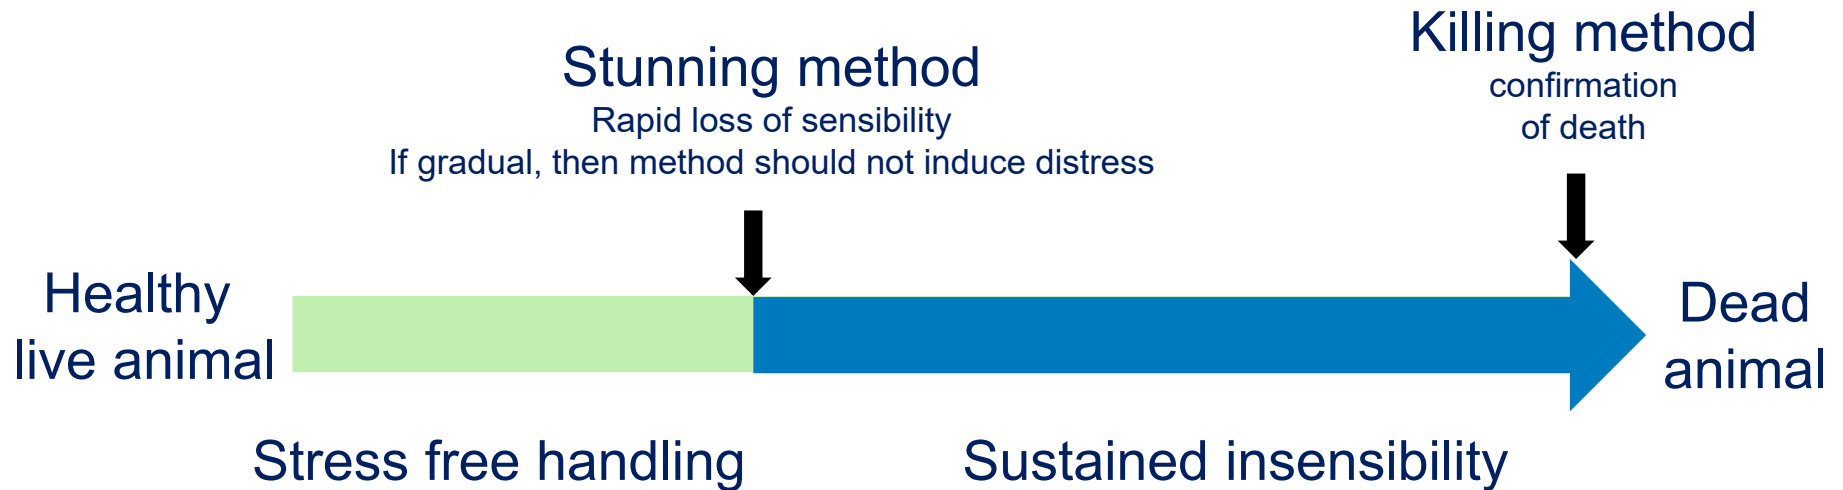 Stunning method
Rapid loss of sensibility
If gradual, then method should not induce distress
Killing method
confirmation
of death
Healthy
live animal
Dead
animal
Stress free handling
Sustained insensibility